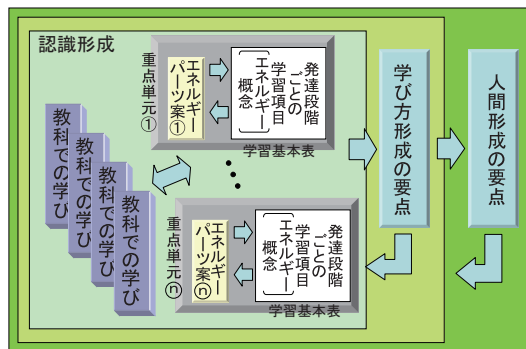 認識形成
重点単元①
エネルギー
パーツ案①
発達段階
ごとの
学習項目
［エネルギー
概念］
学習基本表
教科での学び
教科での学び
教科での学び
教科での学び
重点単元ⓝ
エネルギー
パーツ案ⓝ
発達段階
ごとの
学習項目
［エネルギー
概念］
学習基本表
学び方形成の要点
人間形成の要点